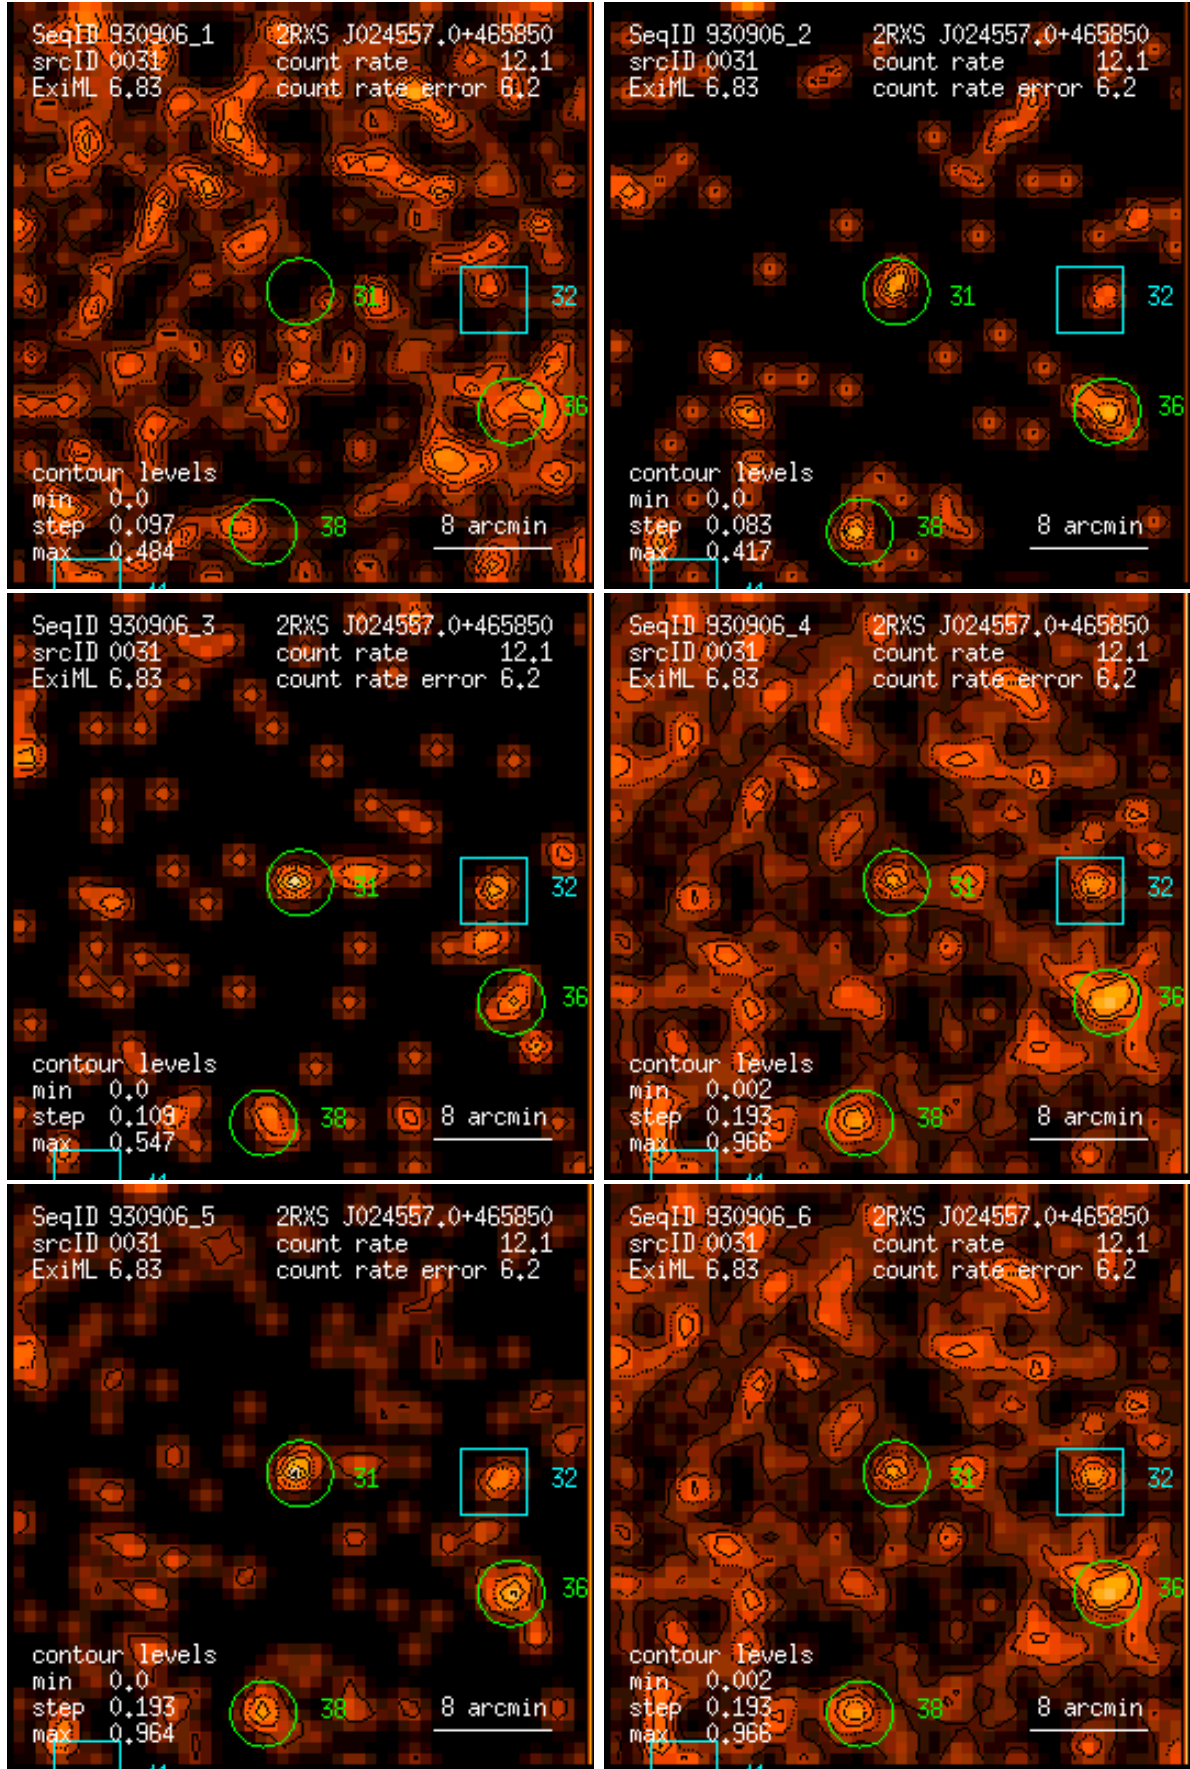 SeqID 930906_1 2RXS J024557.0+465850
srcID 0031 count rate 12.1
ExiML 6.83 count rate error 6.2
31
32
36
contour levels
min 0.0
step 0.097
max 0.484
38
8 arcmin
SeqID 930906_2 2RXS J024557.0+465850
srcID 0031 count rate 12.1
ExiML 6.83 count rate error 6.2
31
32
36
contour levels
min 0.0
step 0.083
max 0.417
38
8 arcmin
SeqID 930906_3 2RXS J024557.0+465850
srcID 0031 count rate 12.1
ExiML 6.83 count rate error 6.2
31
32
36
contour levels
min 0.0
step 0.109
max 0.547
38
8 arcmin
SeqID 930906_4 2RXS J024557.0+465850
srcID 0031 count rate 12.1
ExiML 6.83 count rate error 6.2
31
32
36
contour levels
min 0.002
step 0.193
max 0.966
38
8 arcmin
SeqID 930906_5 2RXS J024557.0+465850
srcID 0031 count rate 12.1
ExiML 6.83 count rate error 6.2
31
32
36
contour levels
min 0.0
step 0.193
max 0.964
38
8 arcmin
SeqID 930906_6 2RXS J024557.0+465850
srcID 0031 count rate 12.1
ExiML 6.83 count rate error 6.2
31
32
36
contour levels
min 0.002
step 0.193
max 0.966
38
8 arcmin